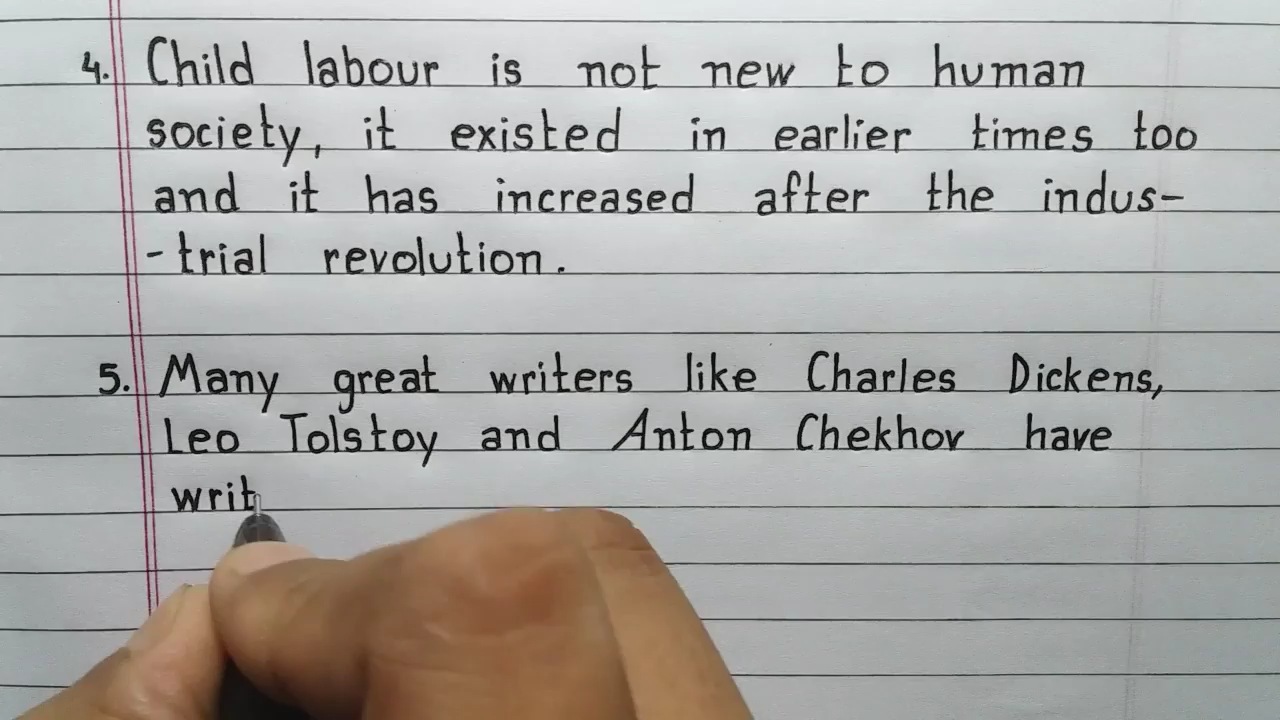 4. Child labour is not new to human
society, it existed in earlier times too
and it has increased after the indus-
-trial revolution.
5. Many great writers like Charles Dickens,
Leo Tolstoy and Anton Chekhov have
writ